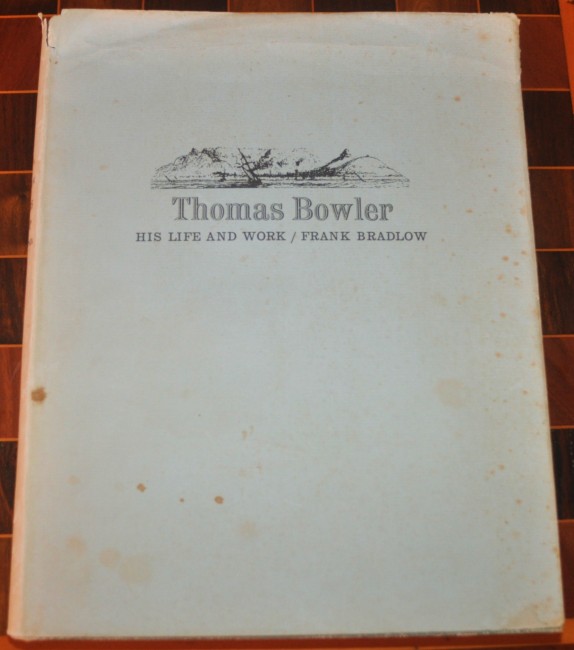 Thomas Bowler
HIS LIFE AND WORK / FRANK BRADLOW